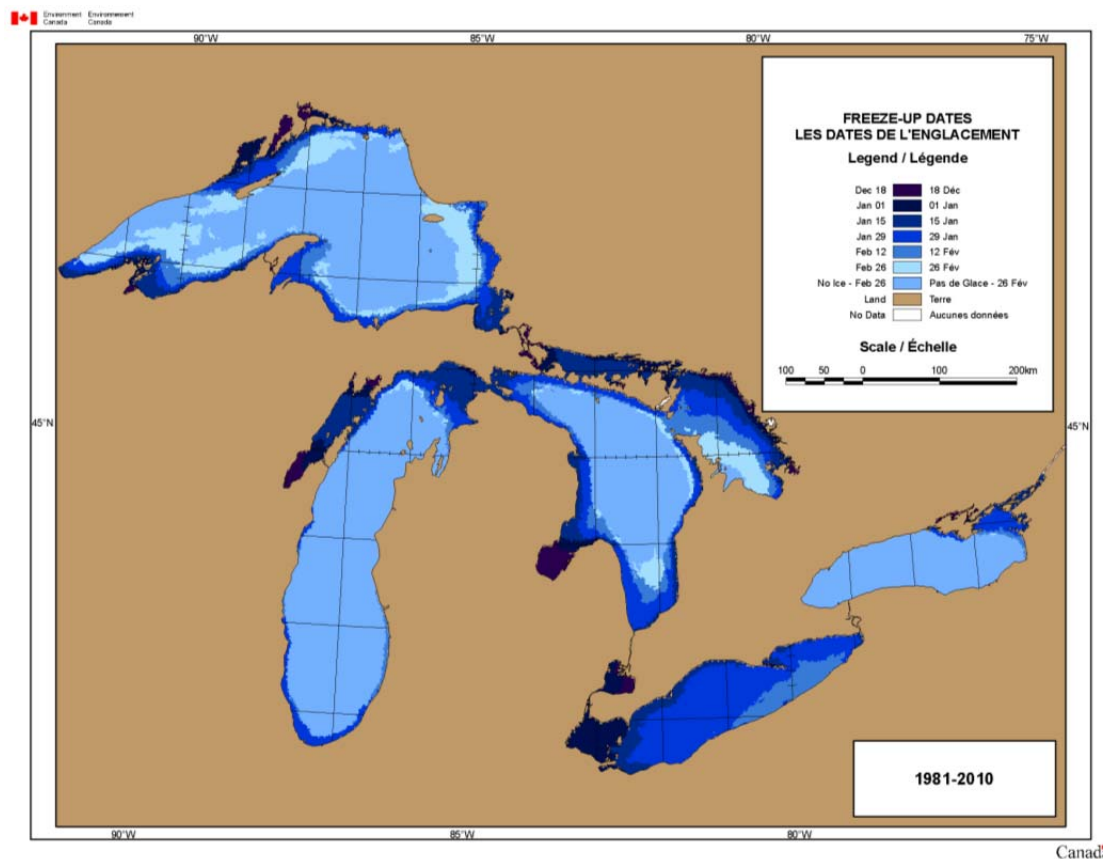 Environment Environnement
Canada Canada
90°W 85°W 80°W 75°W
FREEZE-UP DATES
LES DATES DE L'ENGLACEMENT
Legend / Légende
Dec 18 18 Déc
Jan 01 01 Jan
Jan 15 15 Jan
Jan 29 29 Jan
Feb 12 12 Fév
Feb 26 26 Fév
No Ice - Feb 26 Pas de Glace - 26 Fév
Land Terre
No Data Aucunes données
Scale / Échelle
100 50 0 100 200km
45°N 45°N
1981-2010
90°W 85°W 80°W